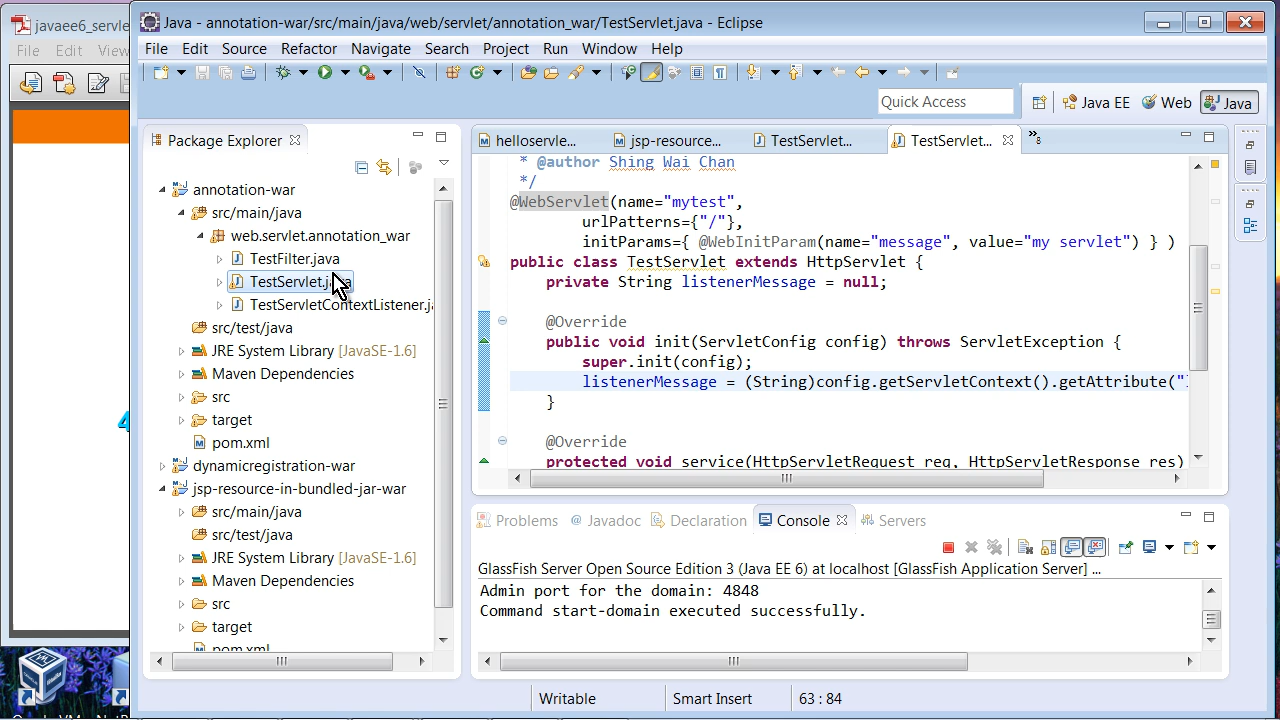 javaee6_servle
File Edit View
Java - annotation-war/src/main/java/web/servlet/annotation_war/TestServlet.java - Eclipse
File Edit Source Refactor Navigate Search Project Run Window Help
Quick Access
Java EE
Web
Java
Package Explorer
annotation-war
src/main/java
web.servlet.annotation_war
TestFilter.java
TestServlet.java
TestServletContextListener.ja
src/test/java
JRE System Library [JavaSE-1.6]
Maven Dependencies
src
target
pom.xml
dynamicregistration-war
jsp-resource-in-bundled-jar-war
src/main/java
src/test/java
JRE System Library [JavaSE-1.6]
Maven Dependencies
src
target
pom.xml
helloservle... jsp-resource... TestServlet... TestServlet... »8
* @author Shing Wai Chan
*/
@WebServlet(name="mytest",
urlPatterns={"/"},
initParams={ @WebInitParam(name="message", value="my servlet") } )
public class TestServlet extends HttpServlet {
private String listenerMessage = null;
@Override
public void init(ServletConfig config) throws ServletException {
super.init(config);
listenerMessage = (String)config.getServletContext().getAttribute("
}
@Override
protected void service(HttpServletRequest req, HttpServletResponse res)
Problems @ Javadoc Declaration Console Servers
GlassFish Server Open Source Edition 3 (Java EE 6) at localhost [GlassFish Application Server] ...
Admin port for the domain: 4848
Command start-domain executed successfully.
Writable Smart Insert 63 : 84
4